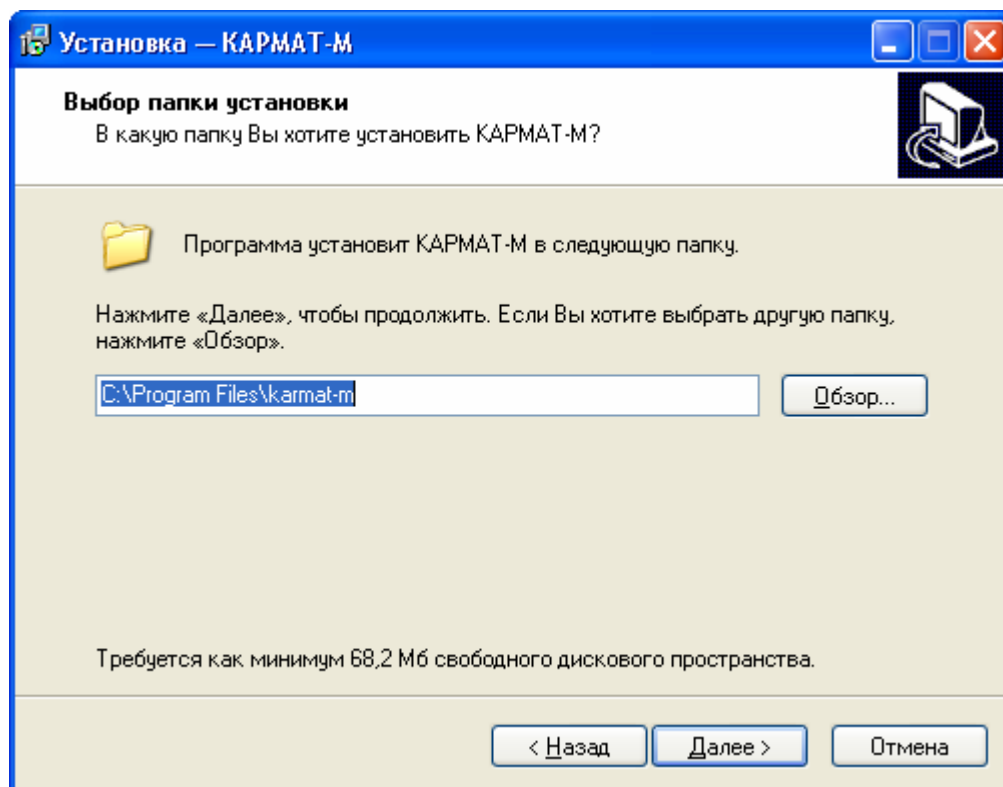 Установка — КАРМАТ-М
Выбор папки установки
В какую папку Вы хотите установить КАРМАТ-М?
Программа установит КАРМАТ-М в следующую папку.
Нажмите «Далее», чтобы продолжить. Если Вы хотите выбрать другую папку,
нажмите «Обзор».
C:\Program Files\karmat-m
Обзор...
Требуется как минимум 68,2 Мб свободного дискового пространства.
< Назад
Далее >
Отмена